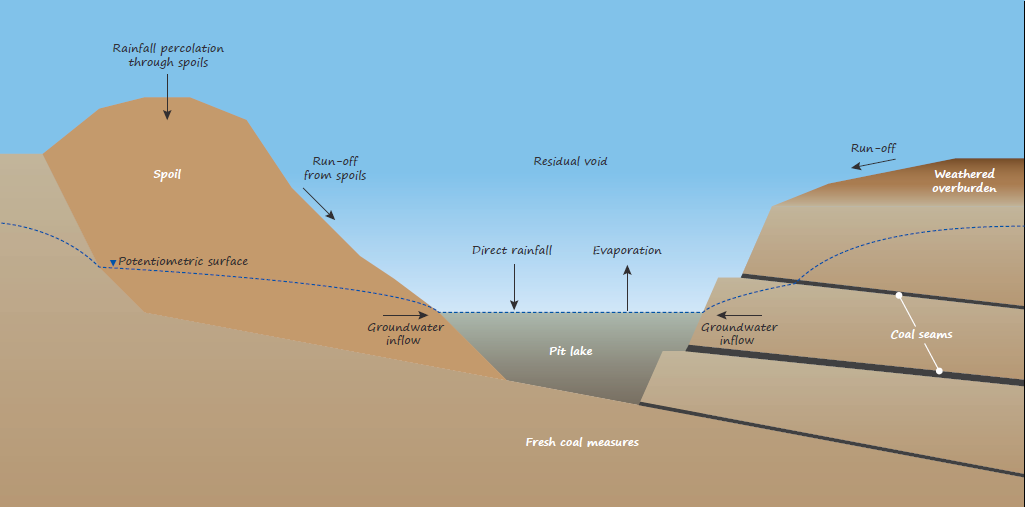 Rainfall percolation
through spoils
Spoil
Run-off
from spoils
Residual void
Run-off
Weathered
overburden
Potentiometric surface
Direct rainfall
Evaporation
Groundwater
inflow
Pit lake
Groundwater
inflow
Coal seams
Fresh coal measures